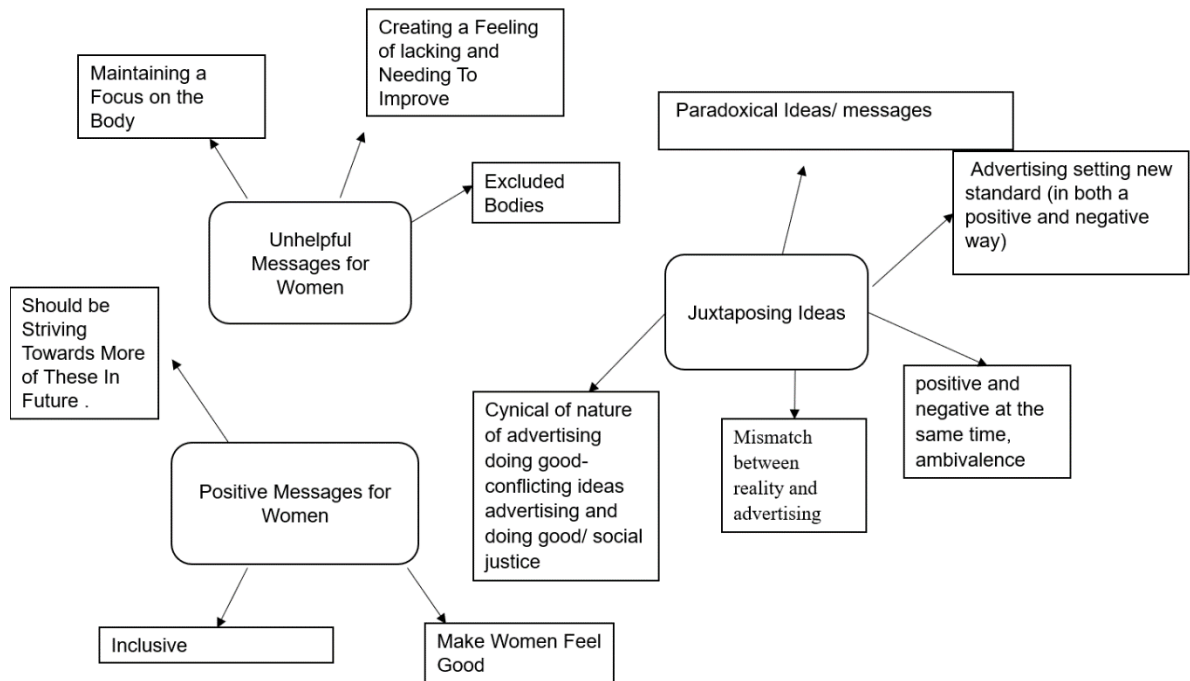 Creating a Feeling
of lacking and
Needing To
Improve
Maintaining a
Focus on the
Body
Excluded
Bodies
Unhelpful
Messages for
Women
Paradoxical Ideas/ messages
Advertising setting new
standard (in both a
positive and negative
way)
Juxtaposing Ideas
Should be
Striving
Towards More
of These In
Future .
Cynical of nature
of advertising
doing good-
conflicting ideas
advertising and
doing good/ social
justice
Mismatch
between
reality and
advertising
positive and
negative at the
same time,
ambivalence
Positive Messages for
Women
Inclusive
Make Women Feel
Good